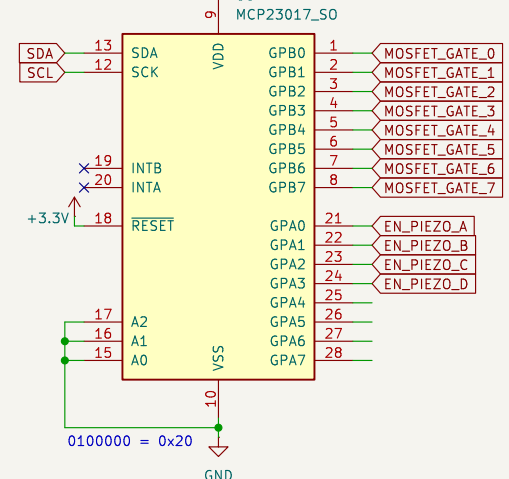 MCP23017_SO
9
VDD
SDA 13 SDA GPB0 1 MOSFET_GATE_0
SCL 12 SCK GPB1 2 MOSFET_GATE_1
GPB2 3 MOSFET_GATE_2
GPB3 4 MOSFET_GATE_3
GPB4 5 MOSFET_GATE_4
GPB5 6 MOSFET_GATE_5
19 INTB GPB6 7 MOSFET_GATE_6
20 INTA GPB7 8 MOSFET_GATE_7
+3.3V
18 RESET GPA0 21 EN_PIEZO_A
GPA1 22 EN_PIEZO_B
GPA2 23 EN_PIEZO_C
GPA3 24 EN_PIEZO_D
GPA4 25
17 A2 GPA5 26
16 A1 GPA6 27
15 A0 GPA7 28
VSS
10
0100000 = 0x20
GND